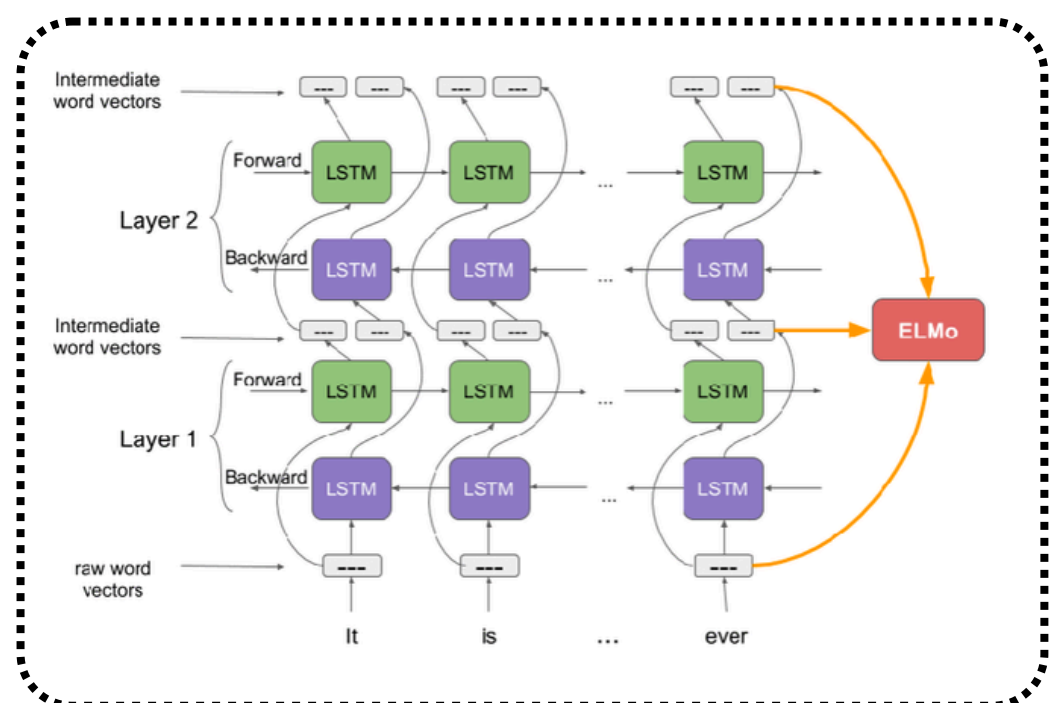 Intermediate
word vectors
--- --- --- --- --- ---
Forward
LSTM LSTM ... LSTM
Layer 2
Backward
LSTM LSTM ... LSTM
Intermediate
word vectors
--- --- --- --- --- ---
ELMo
Forward
LSTM LSTM ... LSTM
Layer 1
Backward
LSTM LSTM ... LSTM
raw word
vectors
--- --- ---
It is ... ever